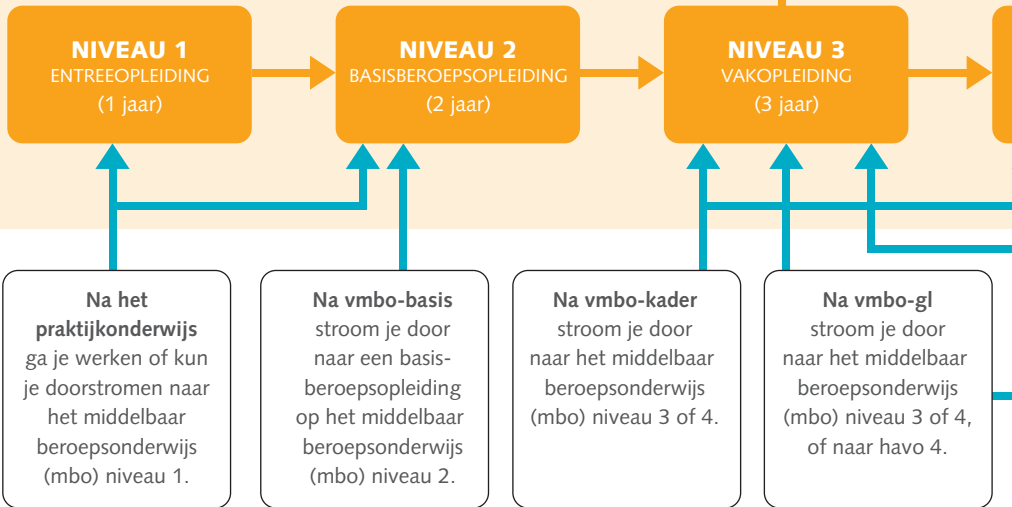 NIVEAU 1
ENTREEOPLEIDING
(1 jaar)
NIVEAU 2
BASISBEROEPSOPLEIDING
(2 jaar)
NIVEAU 3
VAKOPLEIDING
(3 jaar)
Na het
praktijkonderwijs
ga je werken of kun
je doorstromen naar
het middelbaar
beroepsonderwijs
(mbo) niveau 1.
Na vmbo-basis
stroom je door
naar een basis-
beroepsopleiding
op het middelbaar
beroepsonderwijs
(mbo) niveau 2.
Na vmbo-kader
stroom je door
naar het middelbaar
beroepsonderwijs
(mbo) niveau 3 of 4.
Na vmbo-gl
stroom je door
naar het middelbaar
beroepsonderwijs
(mbo) niveau 3 of 4,
of naar havo 4.